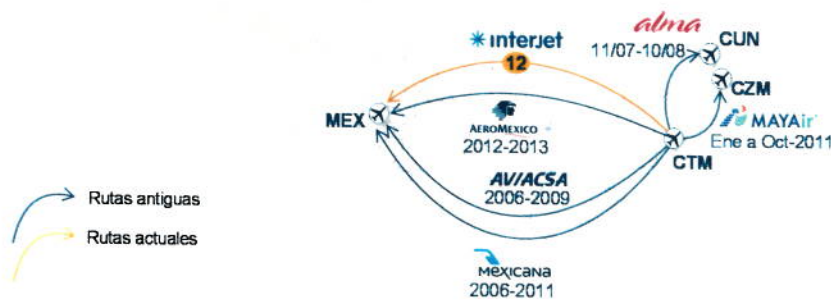 alma
11/07-10/08
CUN
interjet
12
CZM
MEX
MAYAir
Ene a Oct-2011
AEROMEXICO
2012-2013
CTM
AVIACSA
2006-2009
Rutas antiguas
Rutas actuales
mexicana
2006-2011